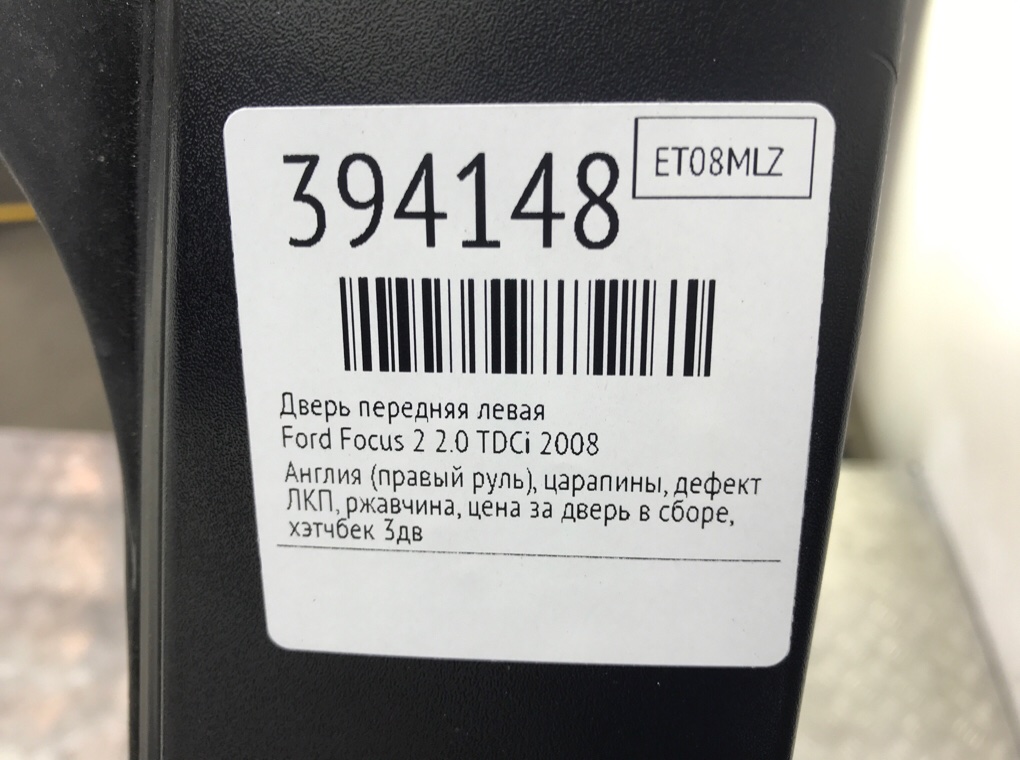 394148
ET08MLZ
Дверь передняя левая
Ford Focus 2 2.0 TDCi 2008
Англия (правый руль), царапины, дефект
ЛКП, ржавчина, цена за дверь в сборе,
хэтчбек 3дв